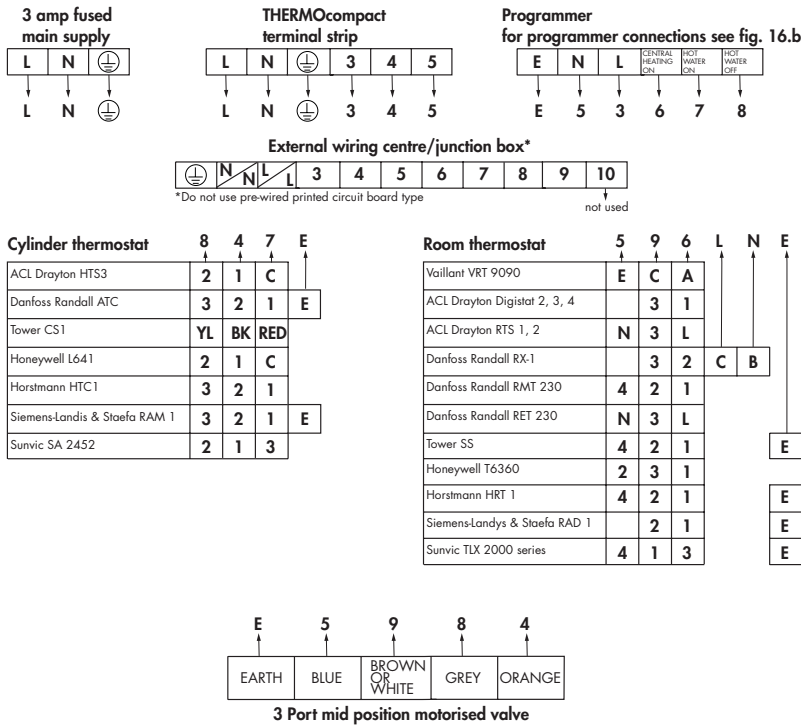 3 amp fused
main supply
L N
L N
THERMOcompact
terminal strip
L N 3 4 5
L N 3 4 5
Programmer
for programmer connections see fig. 16.b
E N L CENTRAL HEATING ON HOT WATER ON HOT WATER OFF
E 5 3 6 7 8
External wiring centre/junction box*
N N L L 3 4 5 6 7 8 9 10
*Do not use pre-wired printed circuit board type
not used
Cylinder thermostat 8 4 7 E
ACL Drayton HTS3 2 1 C
Danfoss Randall ATC 3 2 1 E
Tower CS1 YL BK RED
Honeywell L641 2 1 C
Horstmann HTC1 3 2 1
Siemens-Landis & Staefa RAM 1 3 2 1 E
Sunvic SA 2452 2 1 3
Room thermostat 5 9 6 L N E
Vaillant VRT 9090 E C A
ACL Drayton Digistat 2, 3, 4 3 1
ACL Drayton RTS 1, 2 N 3 L
Danfoss Randall RX-1 3 2 C B
Danfoss Randall RMT 230 4 2 1
Danfoss Randall RET 230 N 3 L
Tower SS 4 2 1 E
Honeywell T6360 2 3 1
Horstmann HRT 1 4 2 1 E
Siemens-Landys & Staefa RAD 1 2 1 E
Sunvic TLX 2000 series 4 1 3 E
E 5 9 8 4
EARTH BLUE BROWN OR WHITE GREY ORANGE
3 Port mid position motorised valve